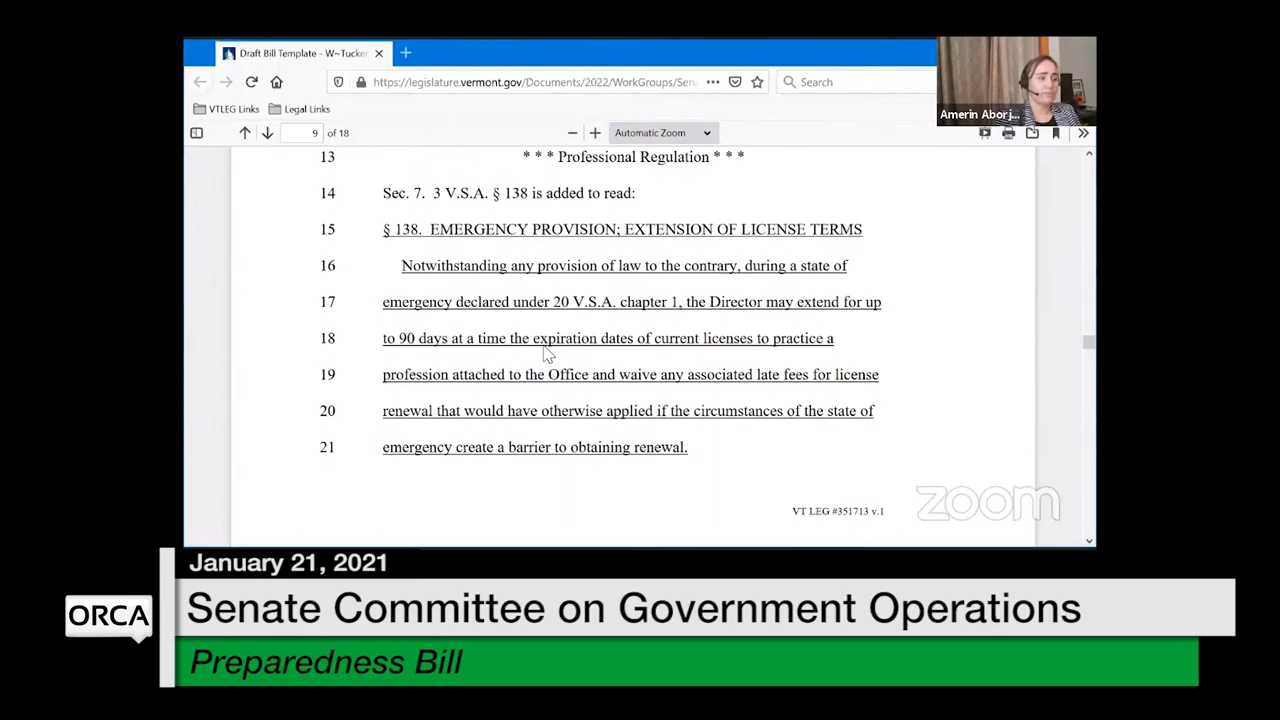 Draft Bill Template - W~Tucke
https://legislature.vermont.gov/Documents/2022/WorkGroups/Sen
Search
VTLEG Links
Legal Links
9
of 18
Automatic Zoom
Amerin Aborj...
13 * * * Professional Regulation * * *
14 Sec. 7. 3 V.S.A. § 138 is added to read:
15 § 138. EMERGENCY PROVISION; EXTENSION OF LICENSE TERMS
16 Notwithstanding any provision of law to the contrary, during a state of
17 emergency declared under 20 V.S.A. chapter 1, the Director may extend for up
18 to 90 days at a time the expiration dates of current licenses to practice a
19 profession attached to the Office and waive any associated late fees for license
20 renewal that would have otherwise applied if the circumstances of the state of
21 emergency create a barrier to obtaining renewal.
VT LEG #351713 v.1
zoom
January 21, 2021
ORCA
Senate Committee on Government Operations
Preparedness Bill